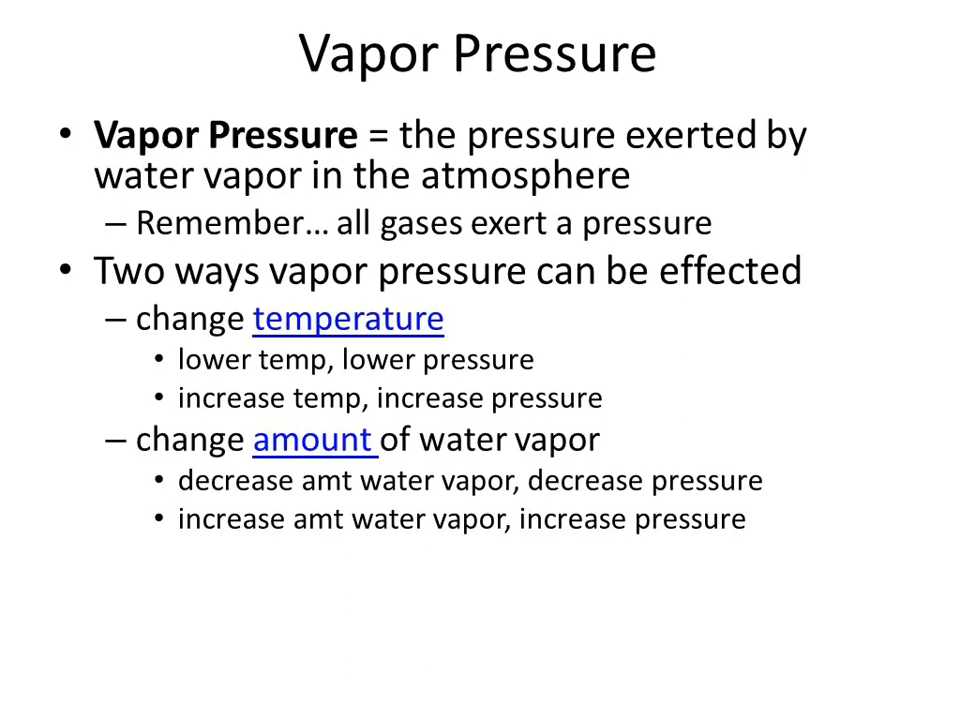 Vapor Pressure
• Vapor Pressure = the pressure exerted by
water vapor in the atmosphere
– Remember… all gases exert a pressure
• Two ways vapor pressure can be effected
– change temperature
• lower temp, lower pressure
• increase temp, increase pressure
– change amount of water vapor
• decrease amt water vapor, decrease pressure
• increase amt water vapor, increase pressure